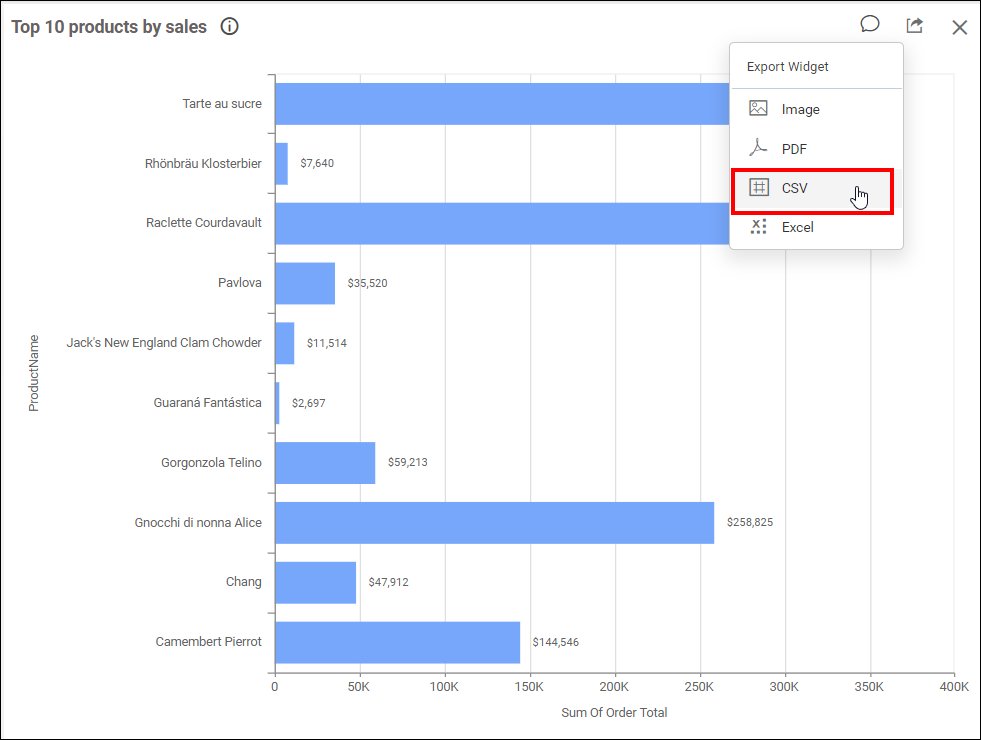 Top 10 products by sales
Export Widget
Image
PDF
CSV
Excel
ProductName
Tarte au sucre
Rhönbräu Klosterbier
$7,640
Raclette Courdavault
Pavlova
$35,520
Jack's New England Clam Chowder
$11,514
Guaraná Fantástica
$2,697
Gorgonzola Telino
$59,213
Gnocchi di nonna Alice
$258,825
Chang
$47,912
Camembert Pierrot
$144,546
0 50K 100K 150K 200K 250K 300K 350K 400K
Sum Of Order Total